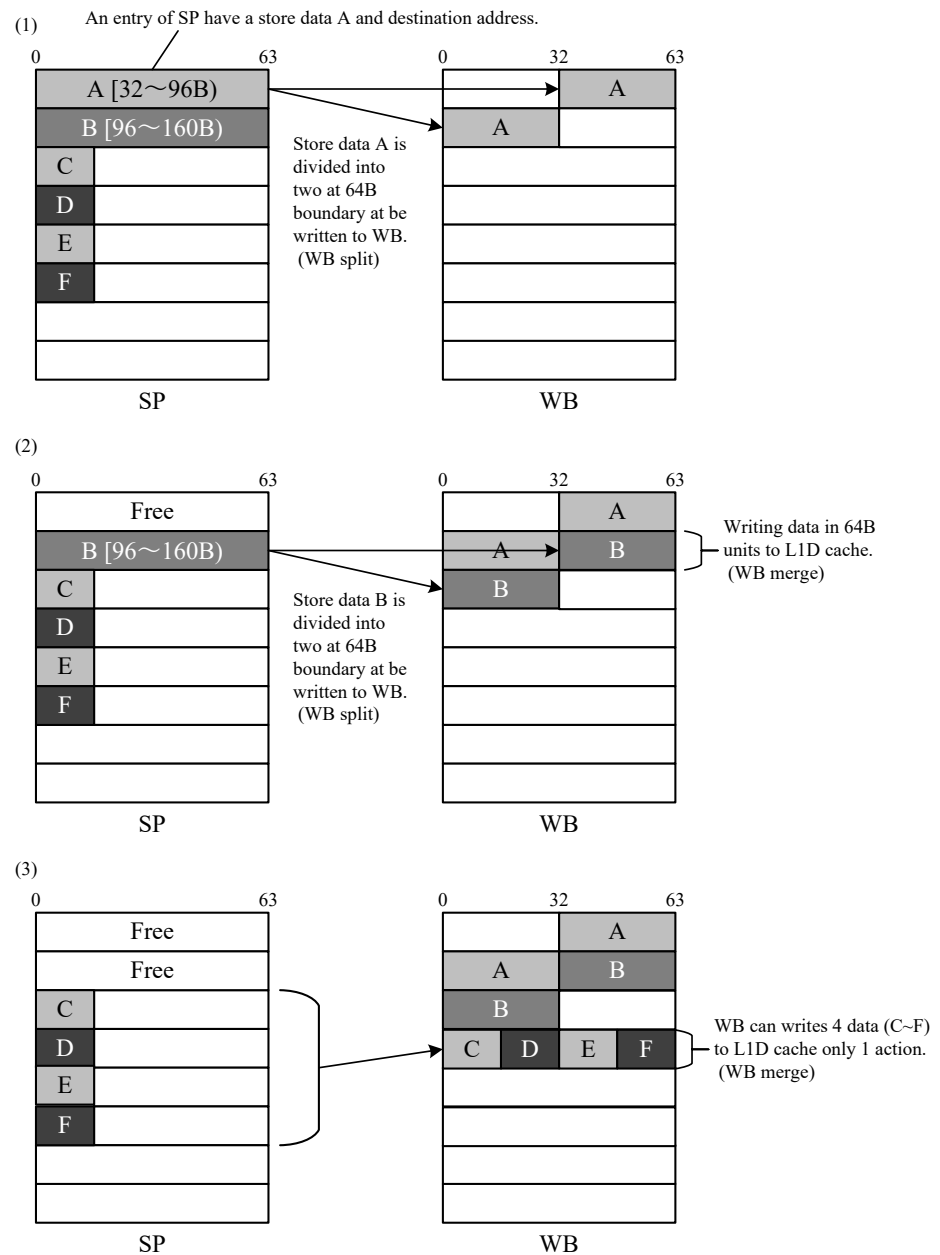 (1)
An entry of SP have a store data A and destination address.
0 63 0 32 63
A [32～96B) A
B [96～160B) A
C
D
E
F
Store data A is
divided into
two at 64B
boundary at be
written to WB.
(WB split)
SP WB
(2)
0 63 0 32 63
Free A
B [96～160B) A B
C B
D
E
F
Store data B is
divided into
two at 64B
boundary at be
written to WB.
(WB split)
Writing data in 64B
units to L1D cache.
(WB merge)
SP WB
(3)
0 63 0 32 63
Free A
Free A B
C B
D C D E F
E
F
WB can writes 4 data (C~F)
to L1D cache only 1 action.
(WB merge)
SP WB